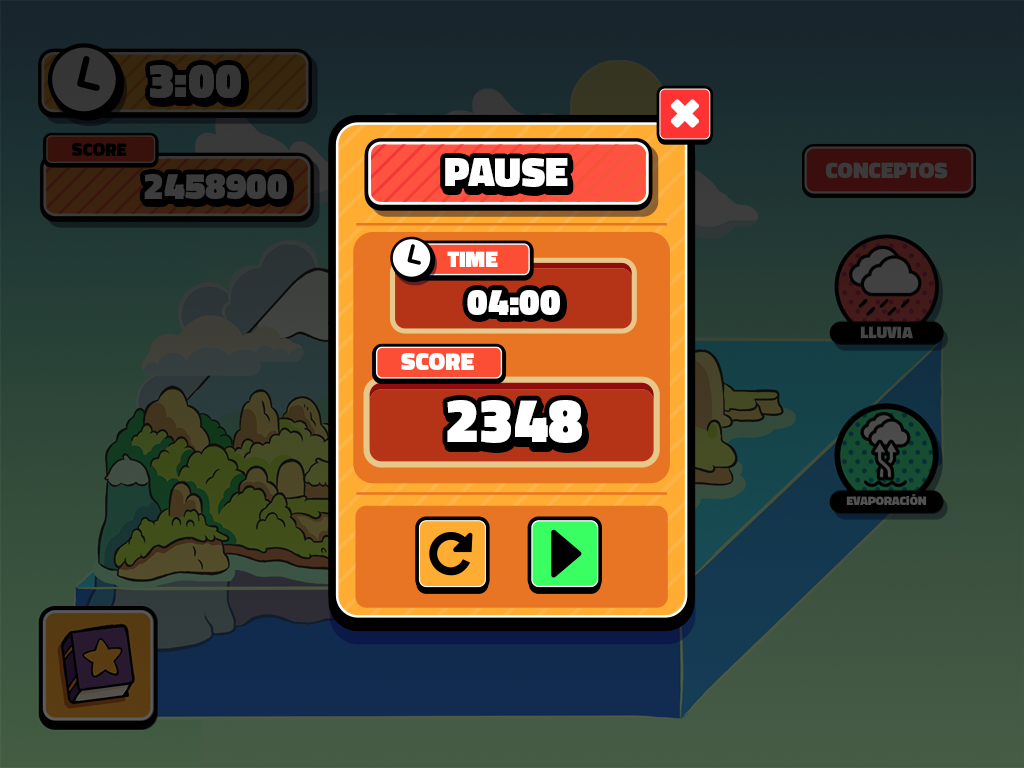 3:00
SCORE
2458900
PAUSE
TIME
04:00
SCORE
2348
CONCEPTOS
LLUVIA
EVAPORACIÓN